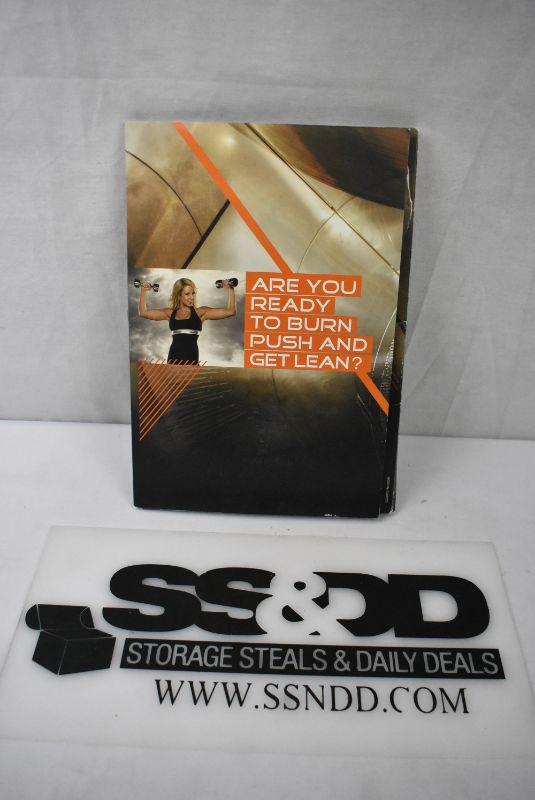 ARE YOU
READY
TO BURN
PUSH AND
GET LEAN?
SS&DD
STORAGE STEALS & DAILY DEALS
WWW.SSNDD.COM